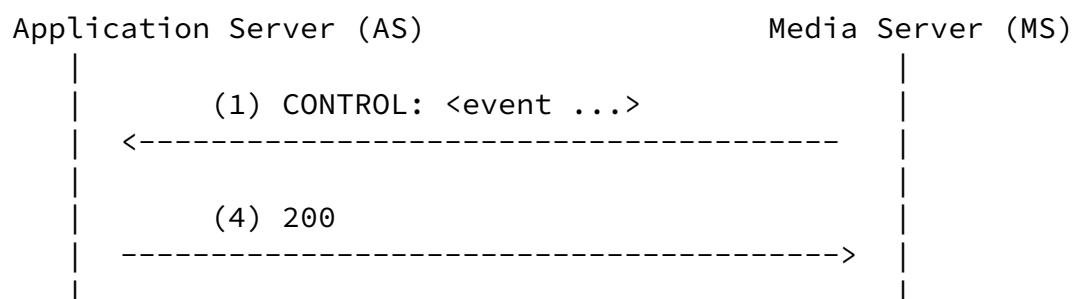 Application Server (AS) Media Server (MS)
(1) CONTROL: <event ...>
(4) 200